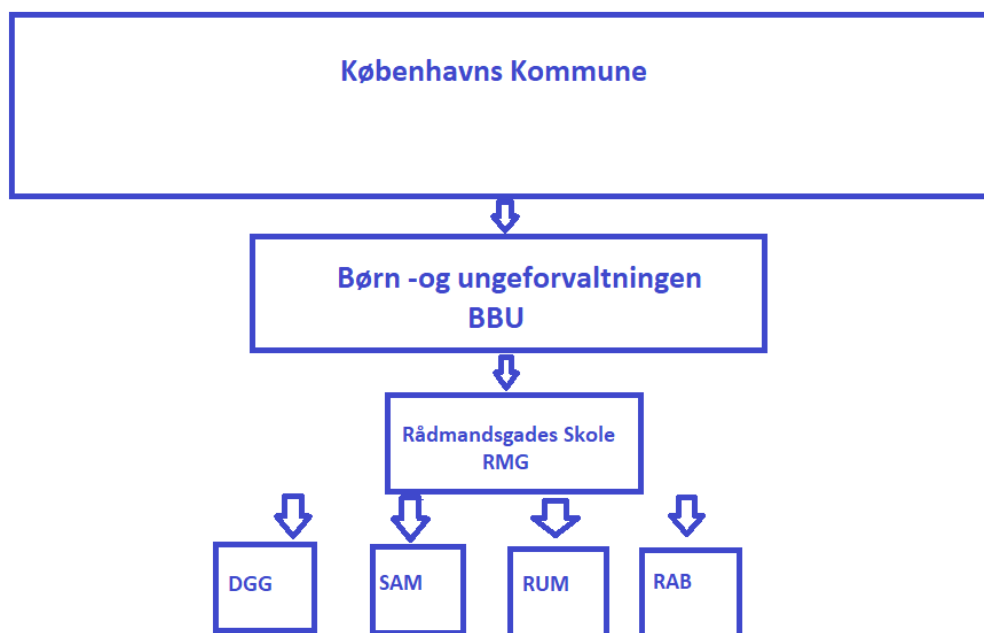 Københavns Kommune
Børn -og ungeforvaltningen
BBU
Rådmandsgades Skole
RMG
DGG
SAM
RUM
RAB